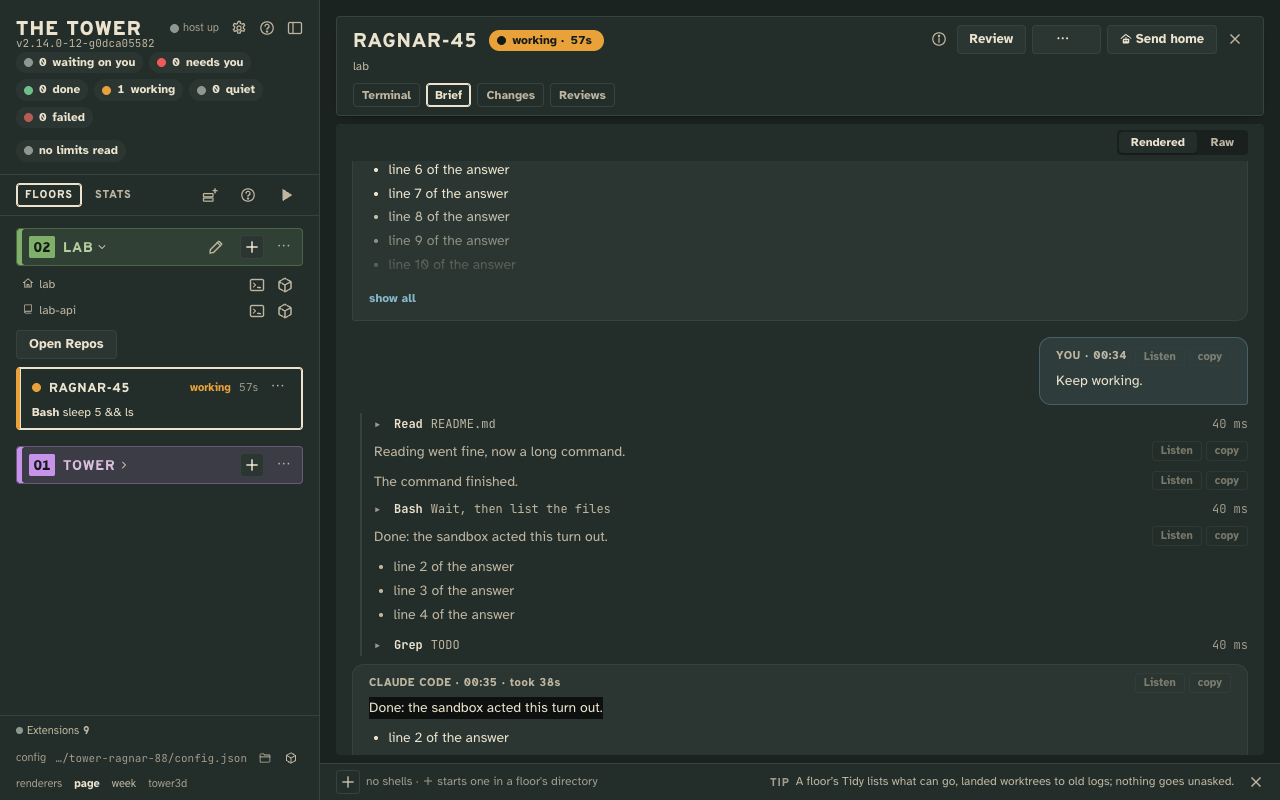 THE TOWER
host up
v2.14.0-12-g0dca05582
0 waiting on you
0 needs you
0 done
1 working
0 quiet
0 failed
no limits read
FLOORS
STATS
02 LAB
lab
lab-api
Open Repos
RAGNAR-45
working 57s
Bash sleep 5 && ls
01 TOWER
Extensions 9
config …/tower-ragnar-88/config.json
renderers page week tower3d
RAGNAR-45
working · 57s
Review
Send home
lab
Terminal
Brief
Changes
Reviews
Rendered
Raw
• line 6 of the answer
• line 7 of the answer
• line 8 of the answer
• line 9 of the answer
• line 10 of the answer
show all
YOU · 00:34 Listen copy
Keep working.
▸ Read README.md 40 ms
Reading went fine, now a long command. Listen copy
The command finished. Listen copy
▸ Bash Wait, then list the files 40 ms
Done: the sandbox acted this turn out. Listen copy
• line 2 of the answer
• line 3 of the answer
• line 4 of the answer
▸ Grep TODO 40 ms
CLAUDE CODE · 00:35 · took 38s Listen copy
Done: the sandbox acted this turn out.
• line 2 of the answer
no shells · + starts one in a floor's directory
TIP A floor's Tidy lists what can go, landed worktrees to old logs; nothing goes unasked.